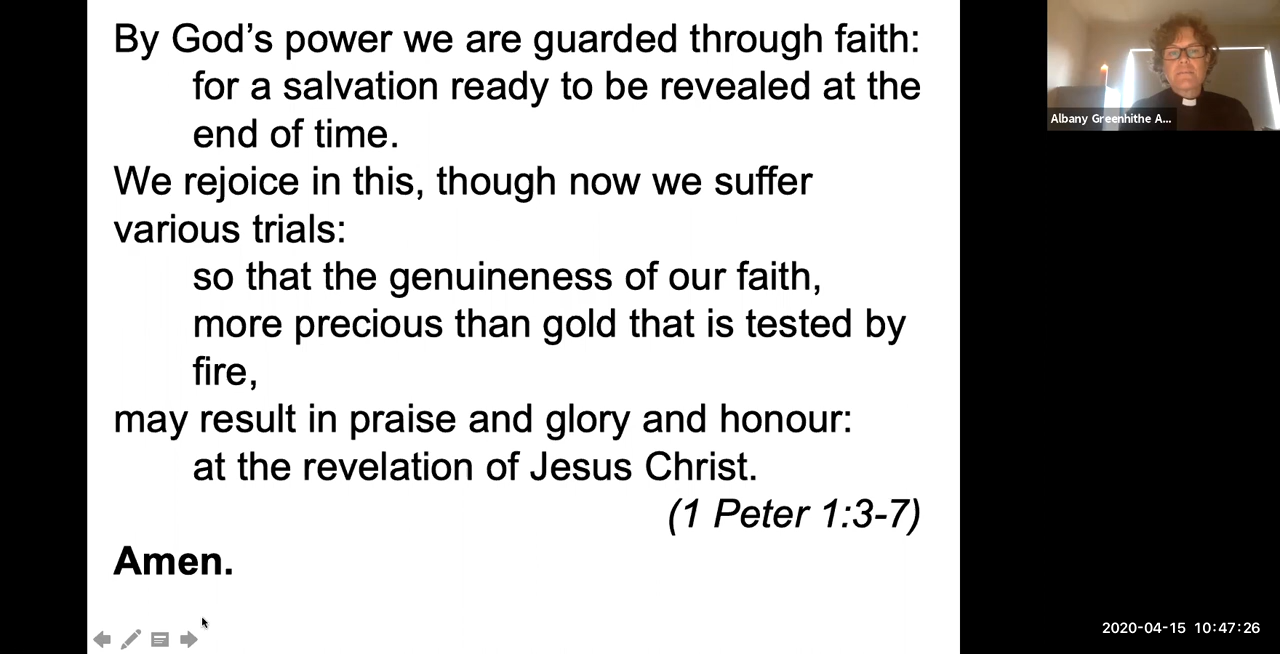 By God’s power we are guarded through faith:
for a salvation ready to be revealed at the
end of time.
We rejoice in this, though now we suffer
various trials:
so that the genuineness of our faith,
more precious than gold that is tested by
fire,
may result in praise and glory and honour:
at the revelation of Jesus Christ.
(1 Peter 1:3-7)
Amen.
Albany Greenhithe A...
2020-04-15 10:47:26